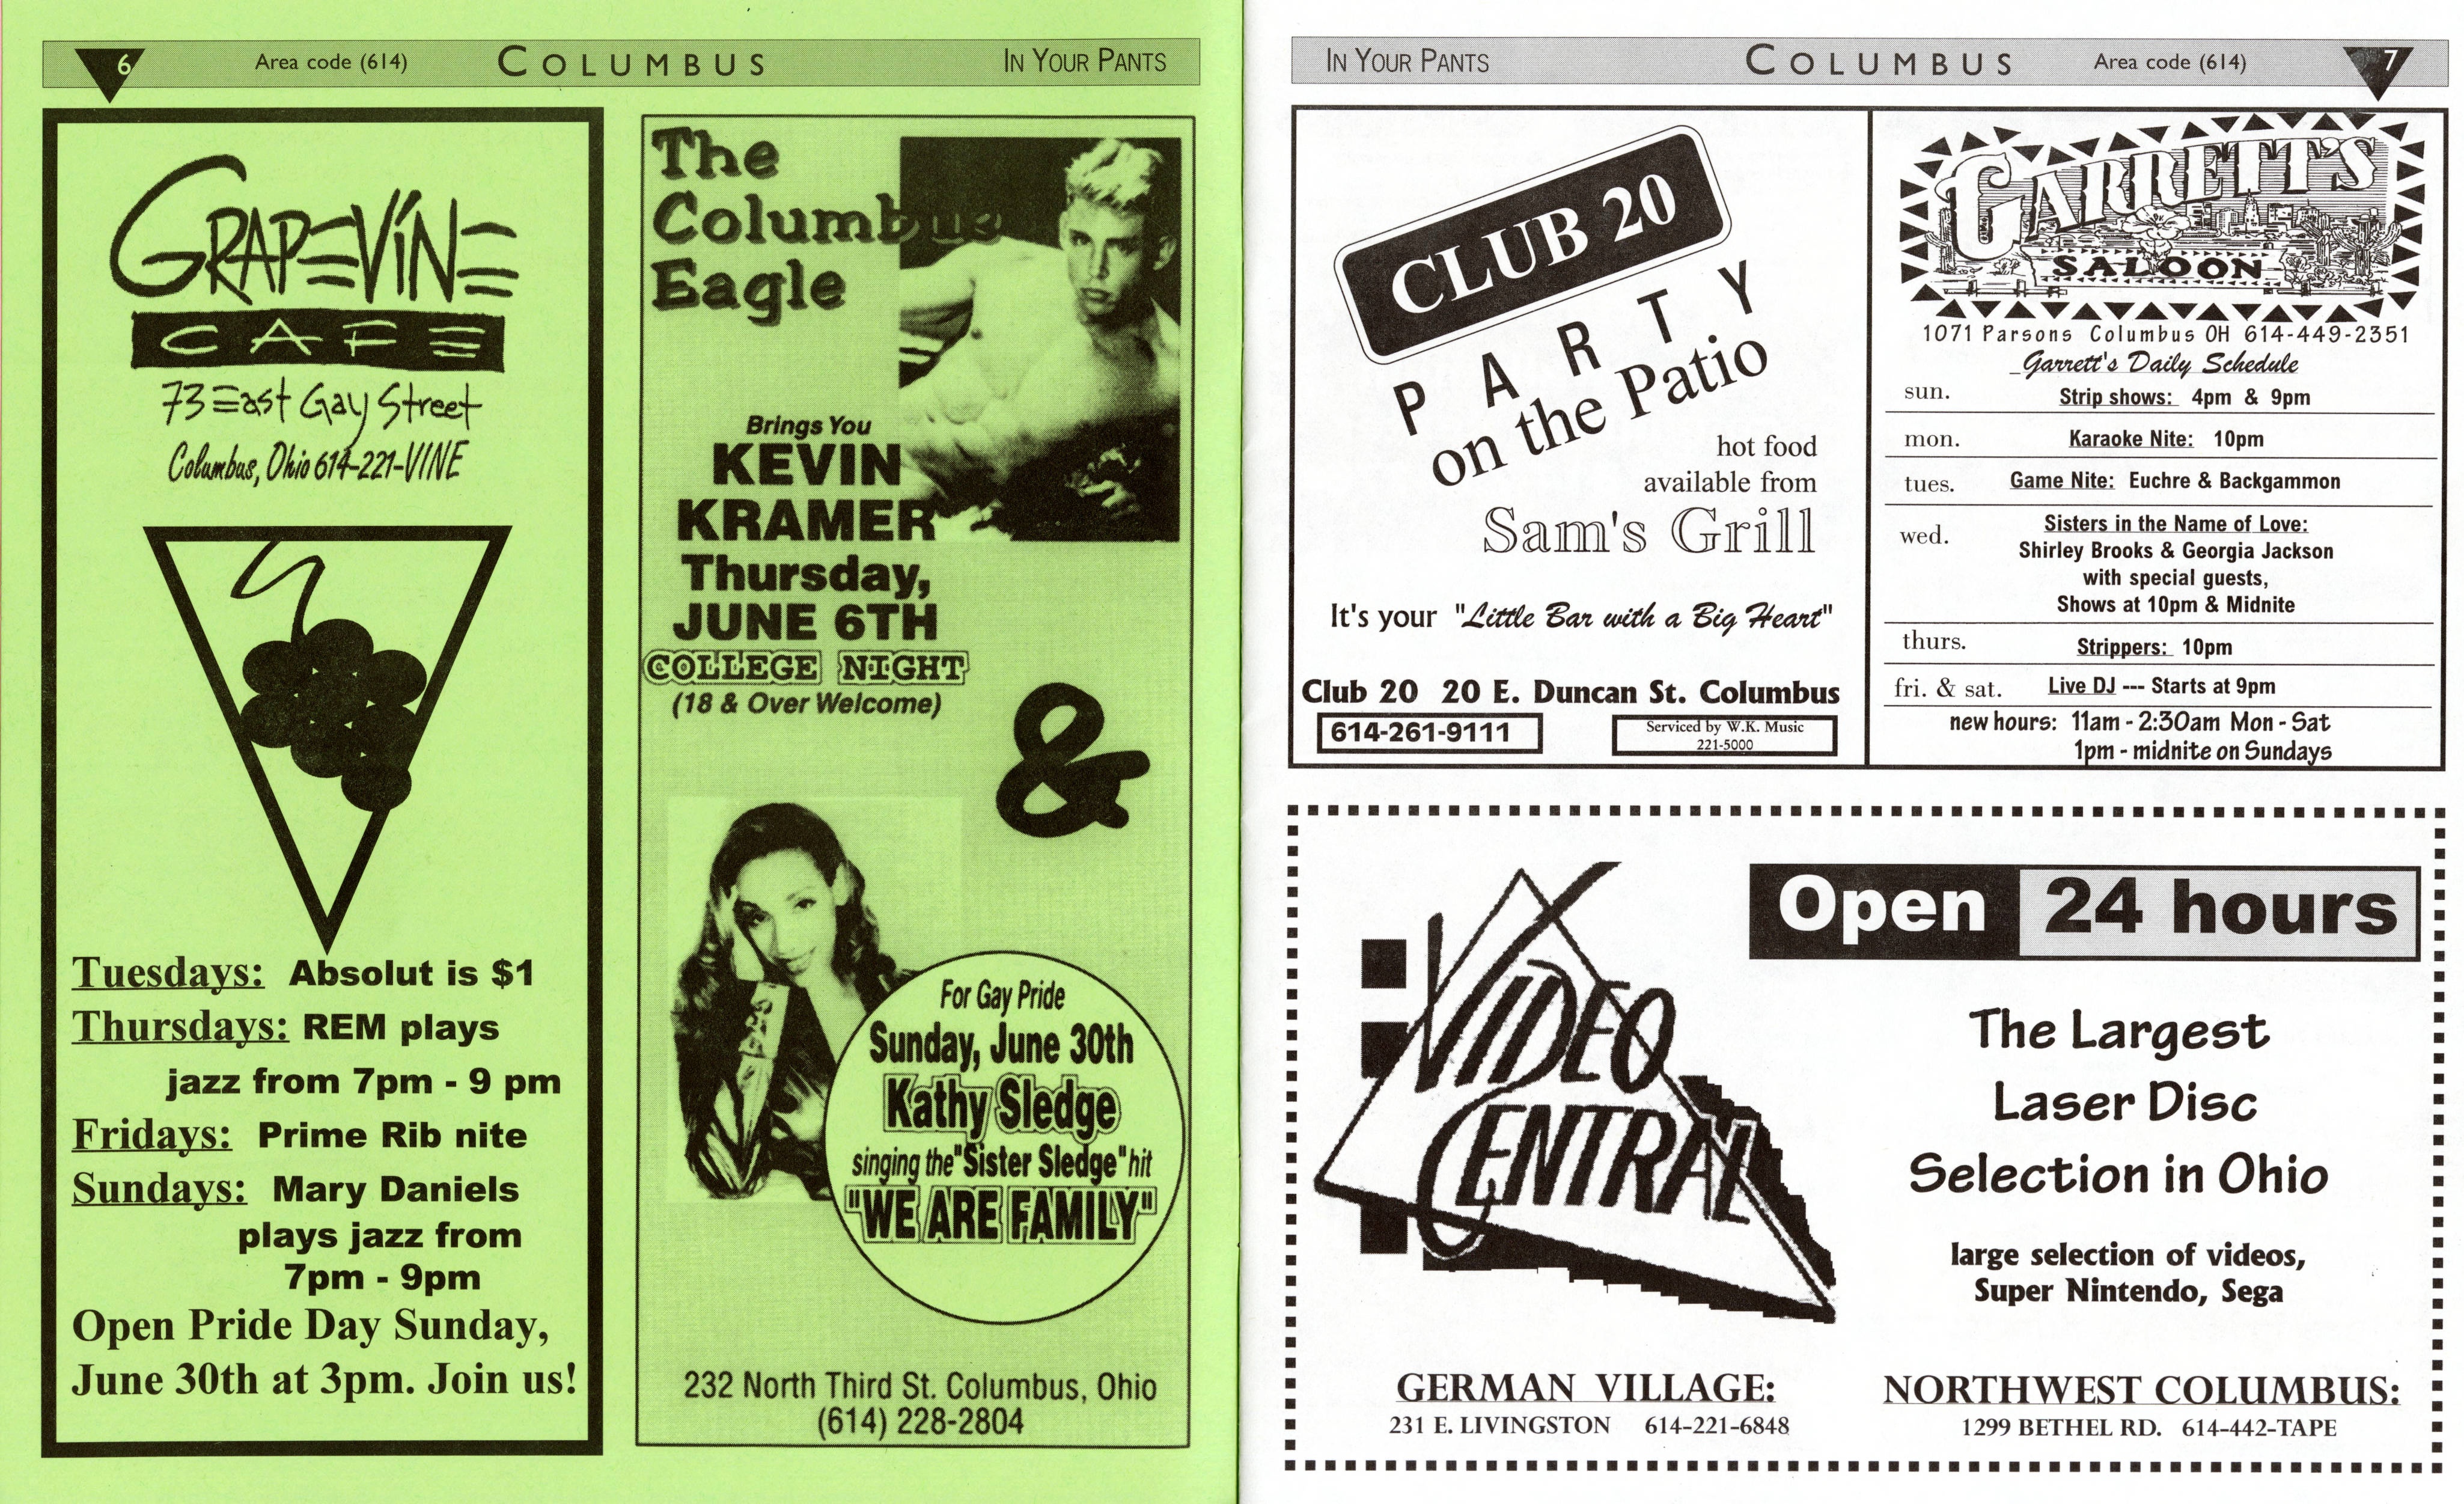 6
Area code (614)
COLUMBUS
IN YOUR PANTS
GRAPEVINE
CAFE
73 East Gay Street
Columbus, Ohio 614-221-VINE
Tuesdays: Absolut is $1
Thursdays: REM plays
jazz from 7pm - 9 pm
Fridays: Prime Rib nite
Sundays: Mary Daniels
plays jazz from
7pm - 9pm
Open Pride Day Sunday,
June 30th at 3pm. Join us!
The
Columbus
Eagle
Brings You
KEVIN
KRAMER
Thursday,
JUNE 6TH
COLLEGE NIGHT
(18 & Over Welcome)
&
For Gay Pride
Sunday, June 30th
Kathy Sledge
singing the "Sister Sledge" hit
"WE ARE FAMILY"
232 North Third St. Columbus, Ohio
(614) 228-2804
IN YOUR PANTS
COLUMBUS
Area code (614)
7
CLUB 20
PARTY
on the Patio
hot food
available from
Sam's Grill
It's your "Little Bar with a Big Heart"
Club 20 20 E. Duncan St. Columbus
614-261-9111
Serviced by W.K. Music
221-5000
GARRETT'S
SALOON
1071 Parsons Columbus OH 614-449-2351
Garrett's Daily Schedule
sun. Strip shows: 4pm & 9pm
mon. Karaoke Nite: 10pm
tues. Game Nite: Euchre & Backgammon
wed. Sisters in the Name of Love:
Shirley Brooks & Georgia Jackson
with special guests,
Shows at 10pm & Midnite
thurs. Strippers: 10pm
fri. & sat. Live DJ --- Starts at 9pm
new hours: 11am - 2:30am Mon - Sat
1pm - midnite on Sundays
VIDEO
CENTRAL
Open 24 hours
The Largest
Laser Disc
Selection in Ohio
large selection of videos,
Super Nintendo, Sega
GERMAN VILLAGE:
231 E. LIVINGSTON 614-221-6848
NORTHWEST COLUMBUS:
1299 BETHEL RD. 614-442-TAPE